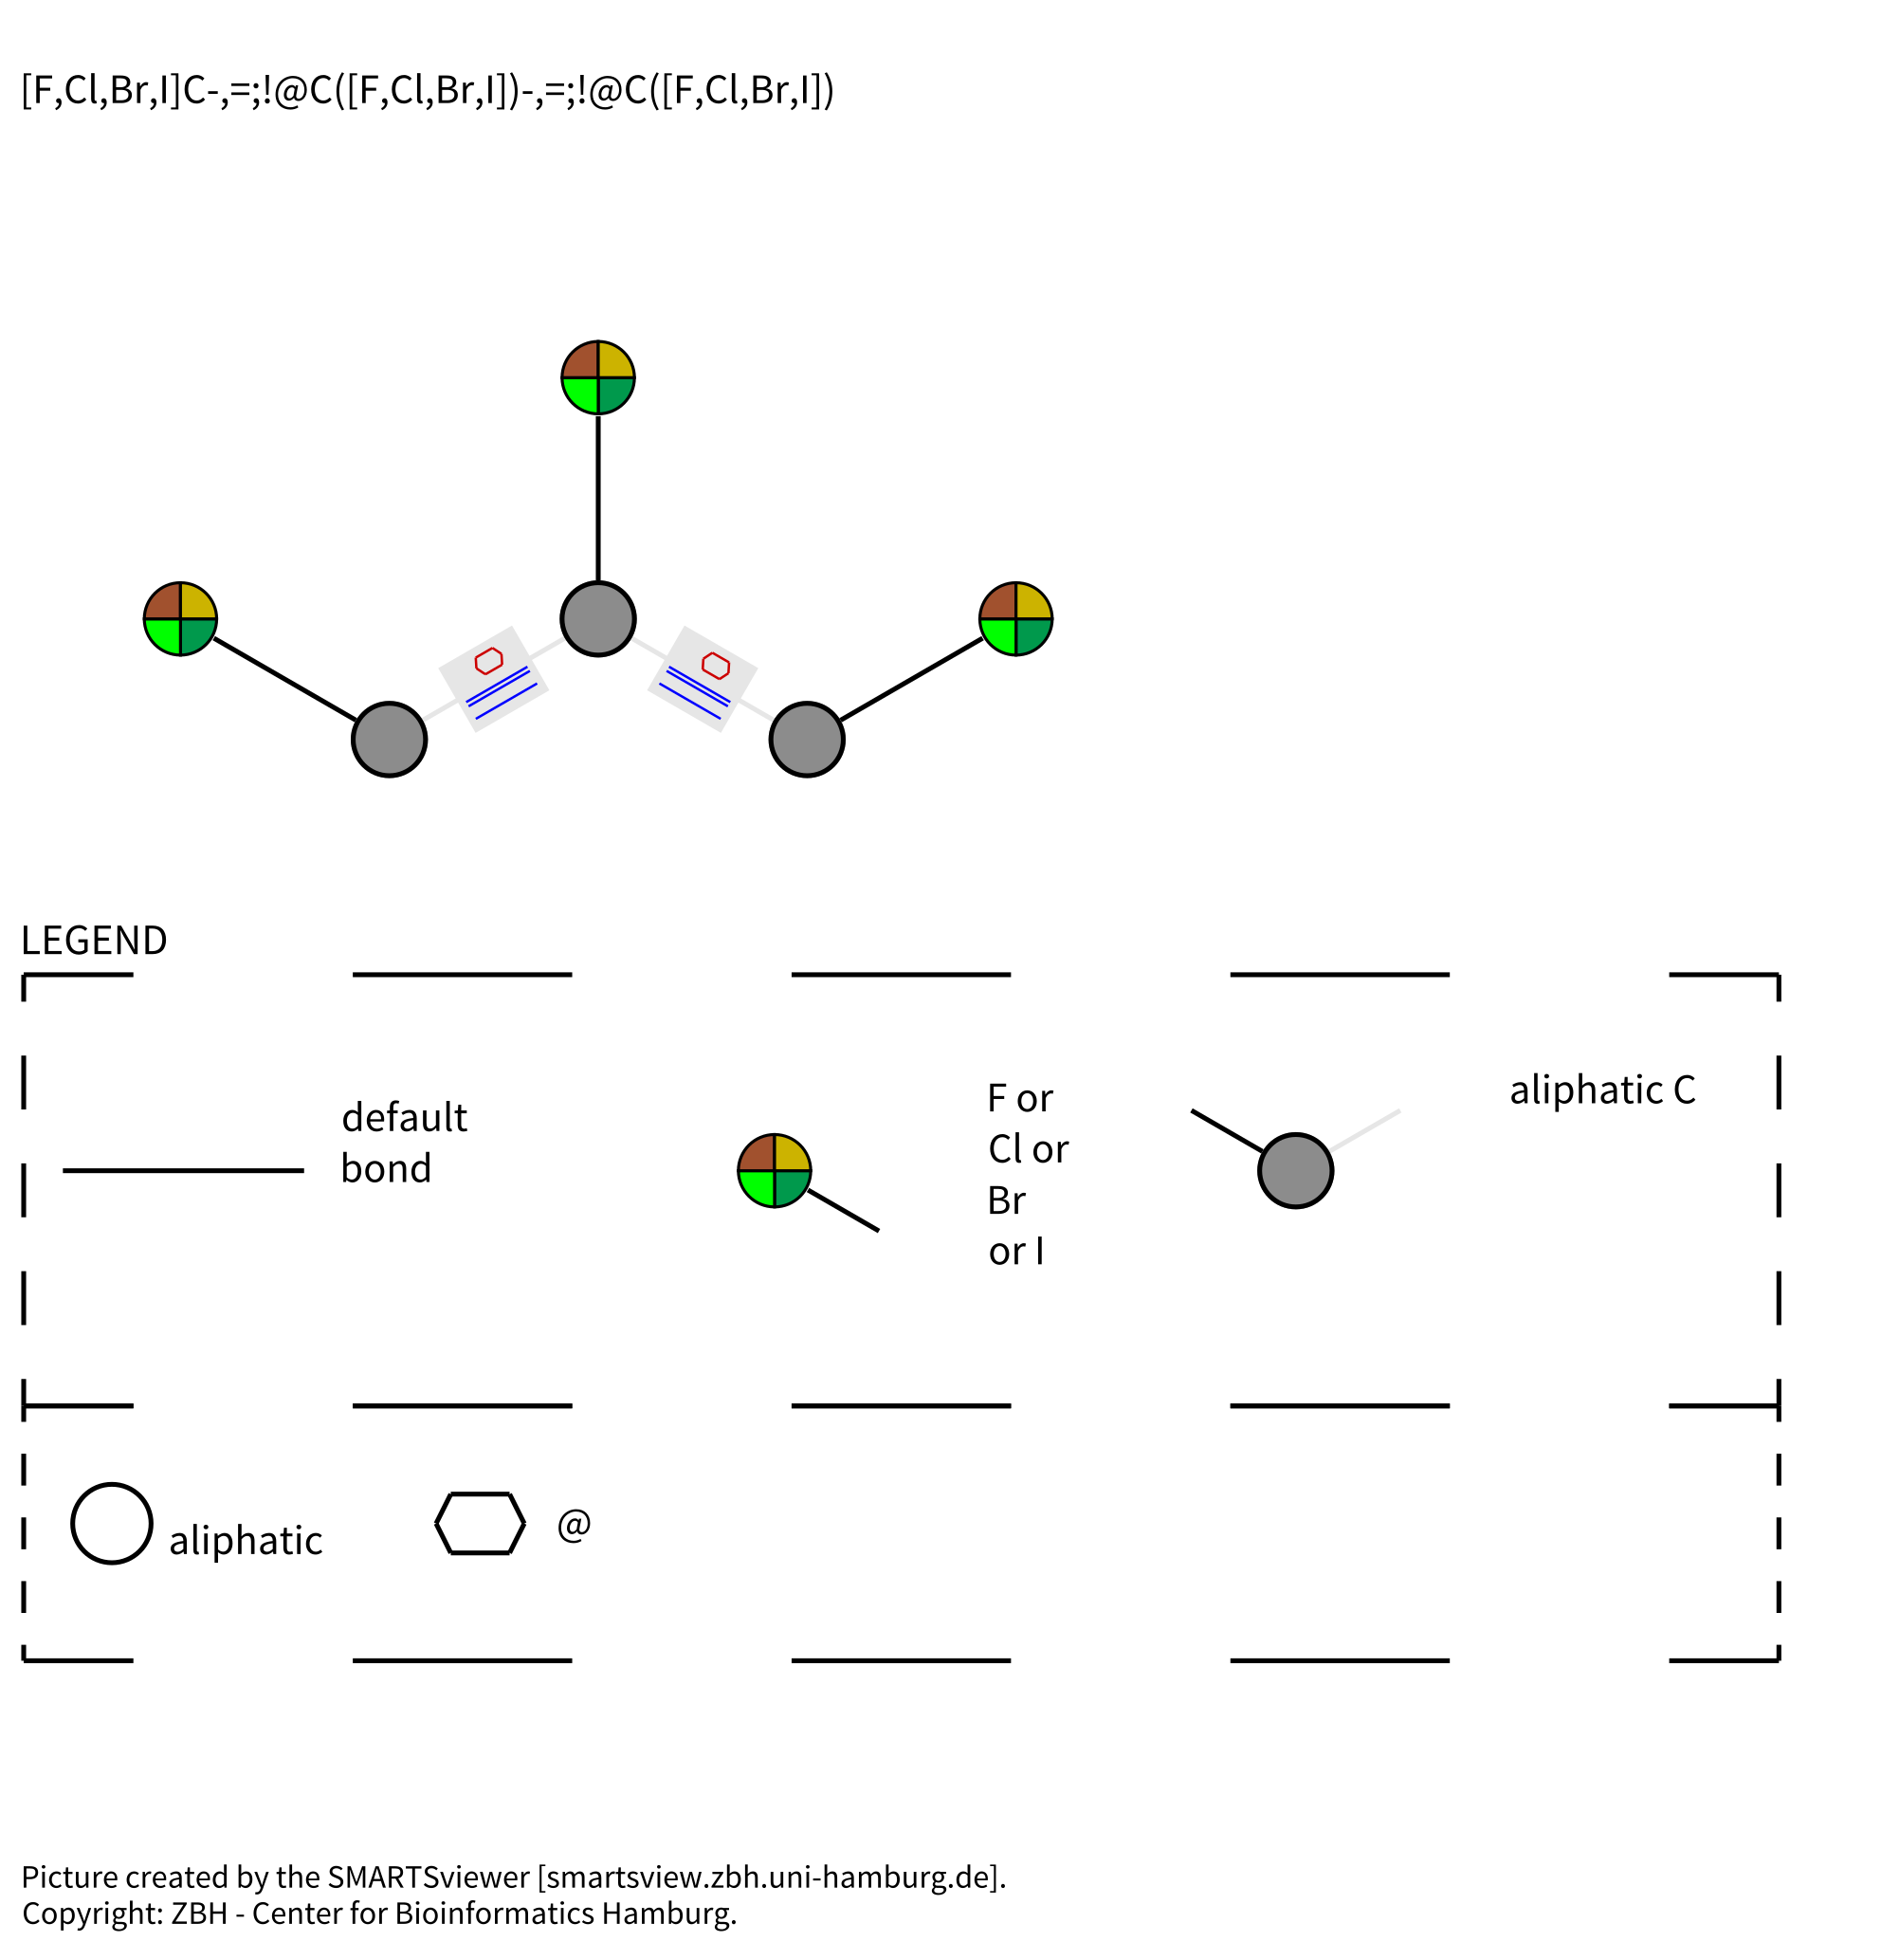 [F,Cl,Br,I]C-,=;!@C([F,Cl,Br,I])-,=;!@C([F,Cl,Br,I])
LEGEND
default
bond
F or
Cl or
Br
or I
aliphatic C
aliphatic
@
Picture created by the SMARTSviewer [smartsview.zbh.uni-hamburg.de].
Copyright: ZBH - Center for Bioinformatics Hamburg.